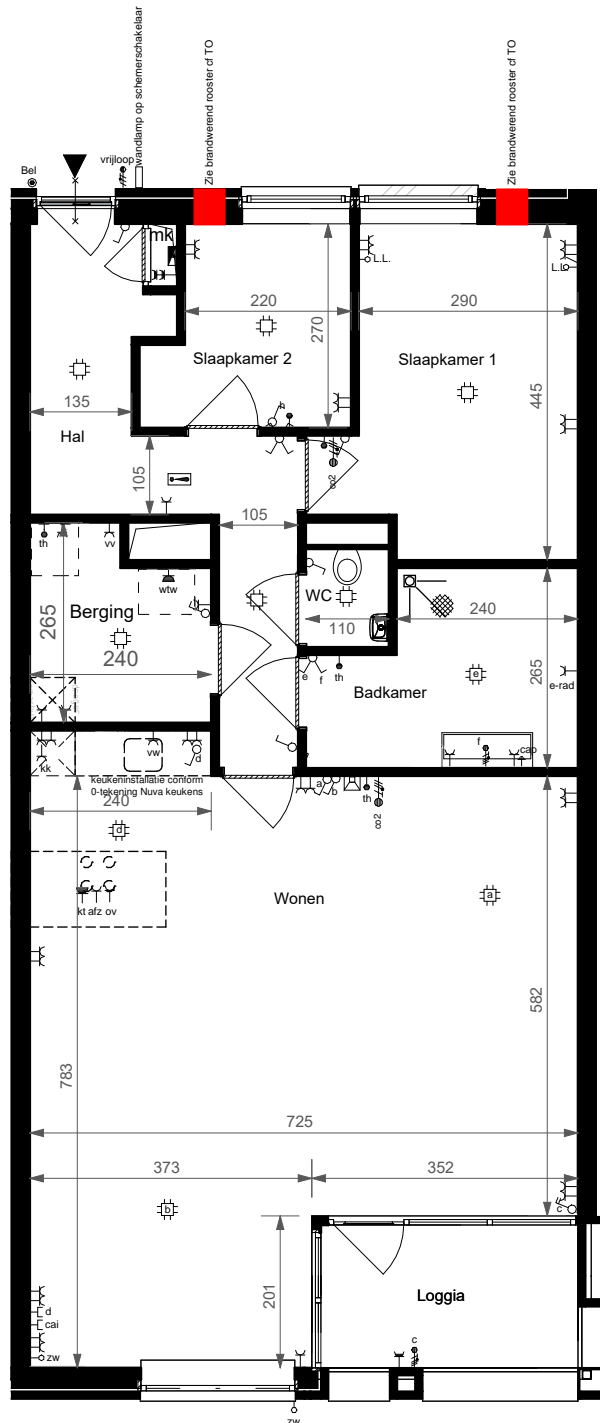 wandlamp op schemerschakelaar
Zie brandwerend rooster cf TO
Zie brandwerend rooster cf TO
Bel
vrijloop
mk
L.L.
L.L.
220
290
270
Slaapkamer 2
Slaapkamer 1
445
135
Hal
105
co2
105
th
vv
wtw
WC
110
240
265
Berging
240
265
e
f
th
e
e-rad
Badkamer
f
cap
kk
vw
d
keukeninstallatie conform
0-tekening Nuva keukens
240
d
a
b
th
co2
kt afz ov
Wonen
a
582
783
725
373
352
b
c
201
Loggia
d
cai
zw
c
zw